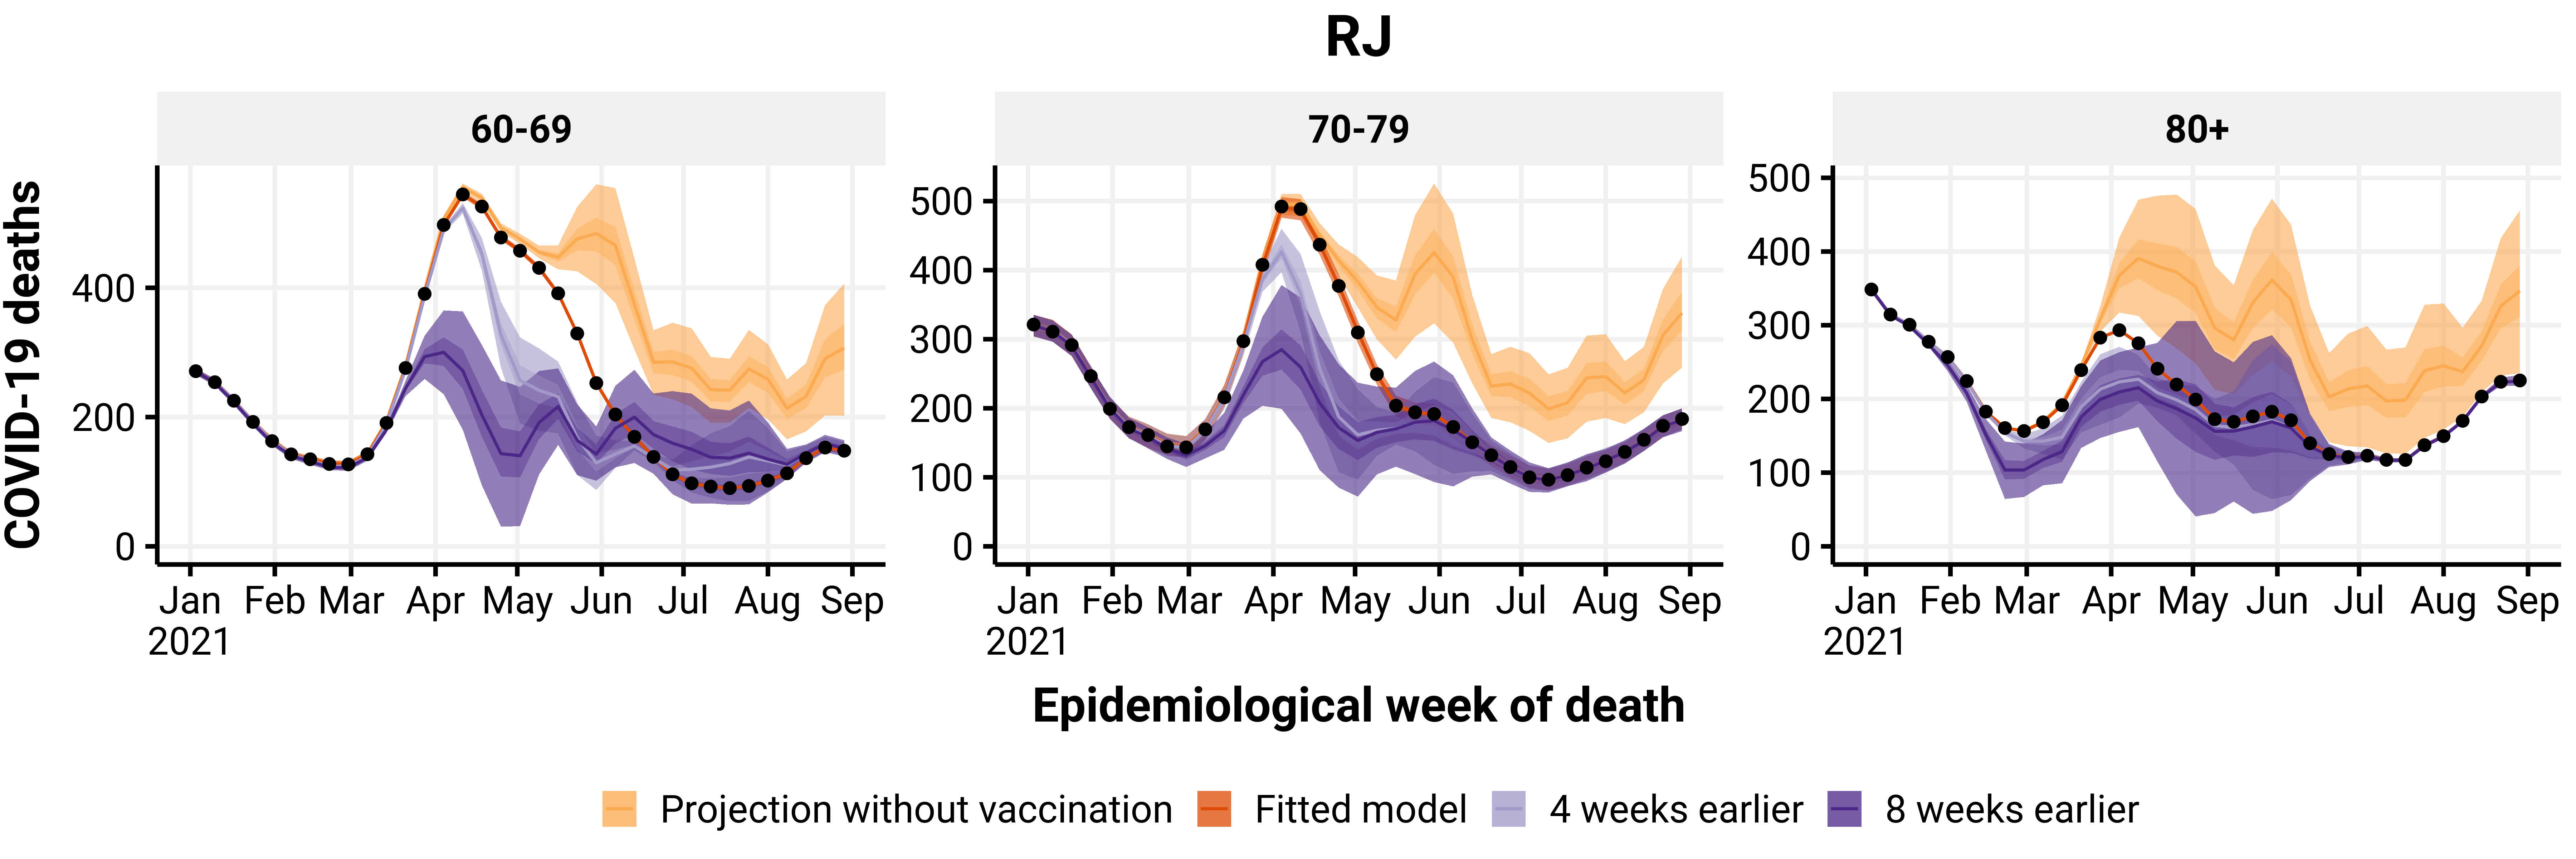 RJ
60-69 70-79 80+
COVID-19 deaths
400
200
0
500
400
300
200
100
0
500
400
300
200
100
0
Jan Feb Mar Apr May Jun Jul Aug Sep
2021
Jan Feb Mar Apr May Jun Jul Aug Sep
2021
Jan Feb Mar Apr May Jun Jul Aug Sep
2021
Epidemiological week of death
Projection without vaccination Fitted model 4 weeks earlier 8 weeks earlier